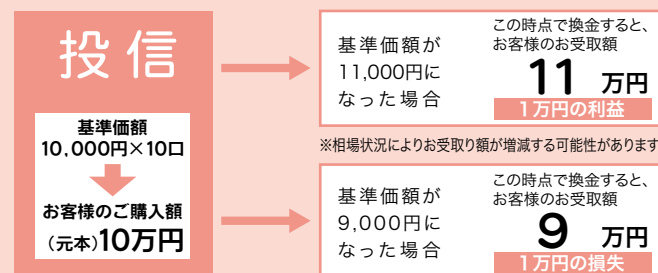 投信
基準価額
10,000円×10口
お客様のご購入額
(元本)10万円
基準価額が
11,000円に
なった場合
この時点で換金すると、
お客様のお受取額
11 万円
1万円の利益
※相場状況によりお受取り額が増減する可能性があります
基準価額が
9,000円に
なった場合
この時点で換金すると、
お客様のお受取額
9 万円
1万円の損失